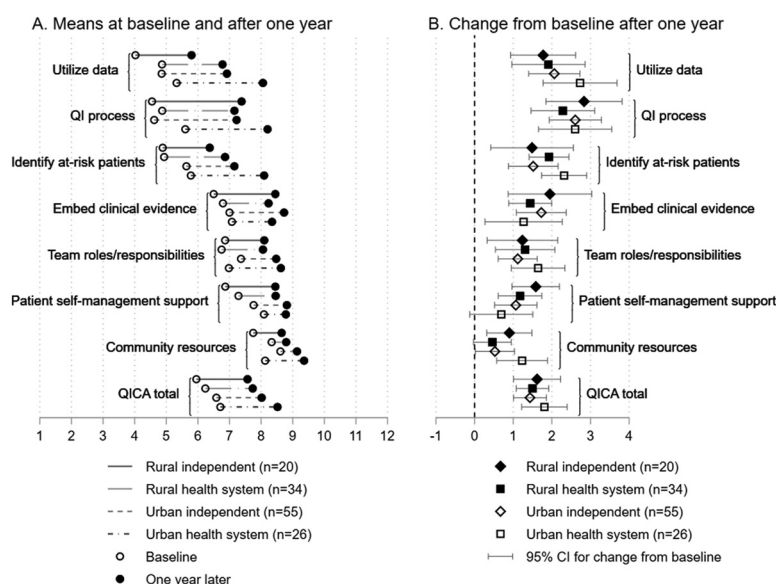 A. Means at baseline and after one year
Utilize data
QI process
Identify at-risk patients
Embed clinical evidence
Team roles/responsibilities
Patient self-management support
Community resources
QICA total
1 2 3 4 5 6 7 8 9 10 11 12
Rural independent (n=20)
Rural health system (n=34)
Urban independent (n=55)
Urban health system (n=26)
Baseline
One year later
B. Change from baseline after one year
Utilize data
QI process
Identify at-risk patients
Embed clinical evidence
Team roles/responsibilities
Patient self-management support
Community resources
QICA total
-1 0 1 2 3 4
Rural independent (n=20)
Rural health system (n=34)
Urban independent (n=55)
Urban health system (n=26)
95% CI for change from baseline